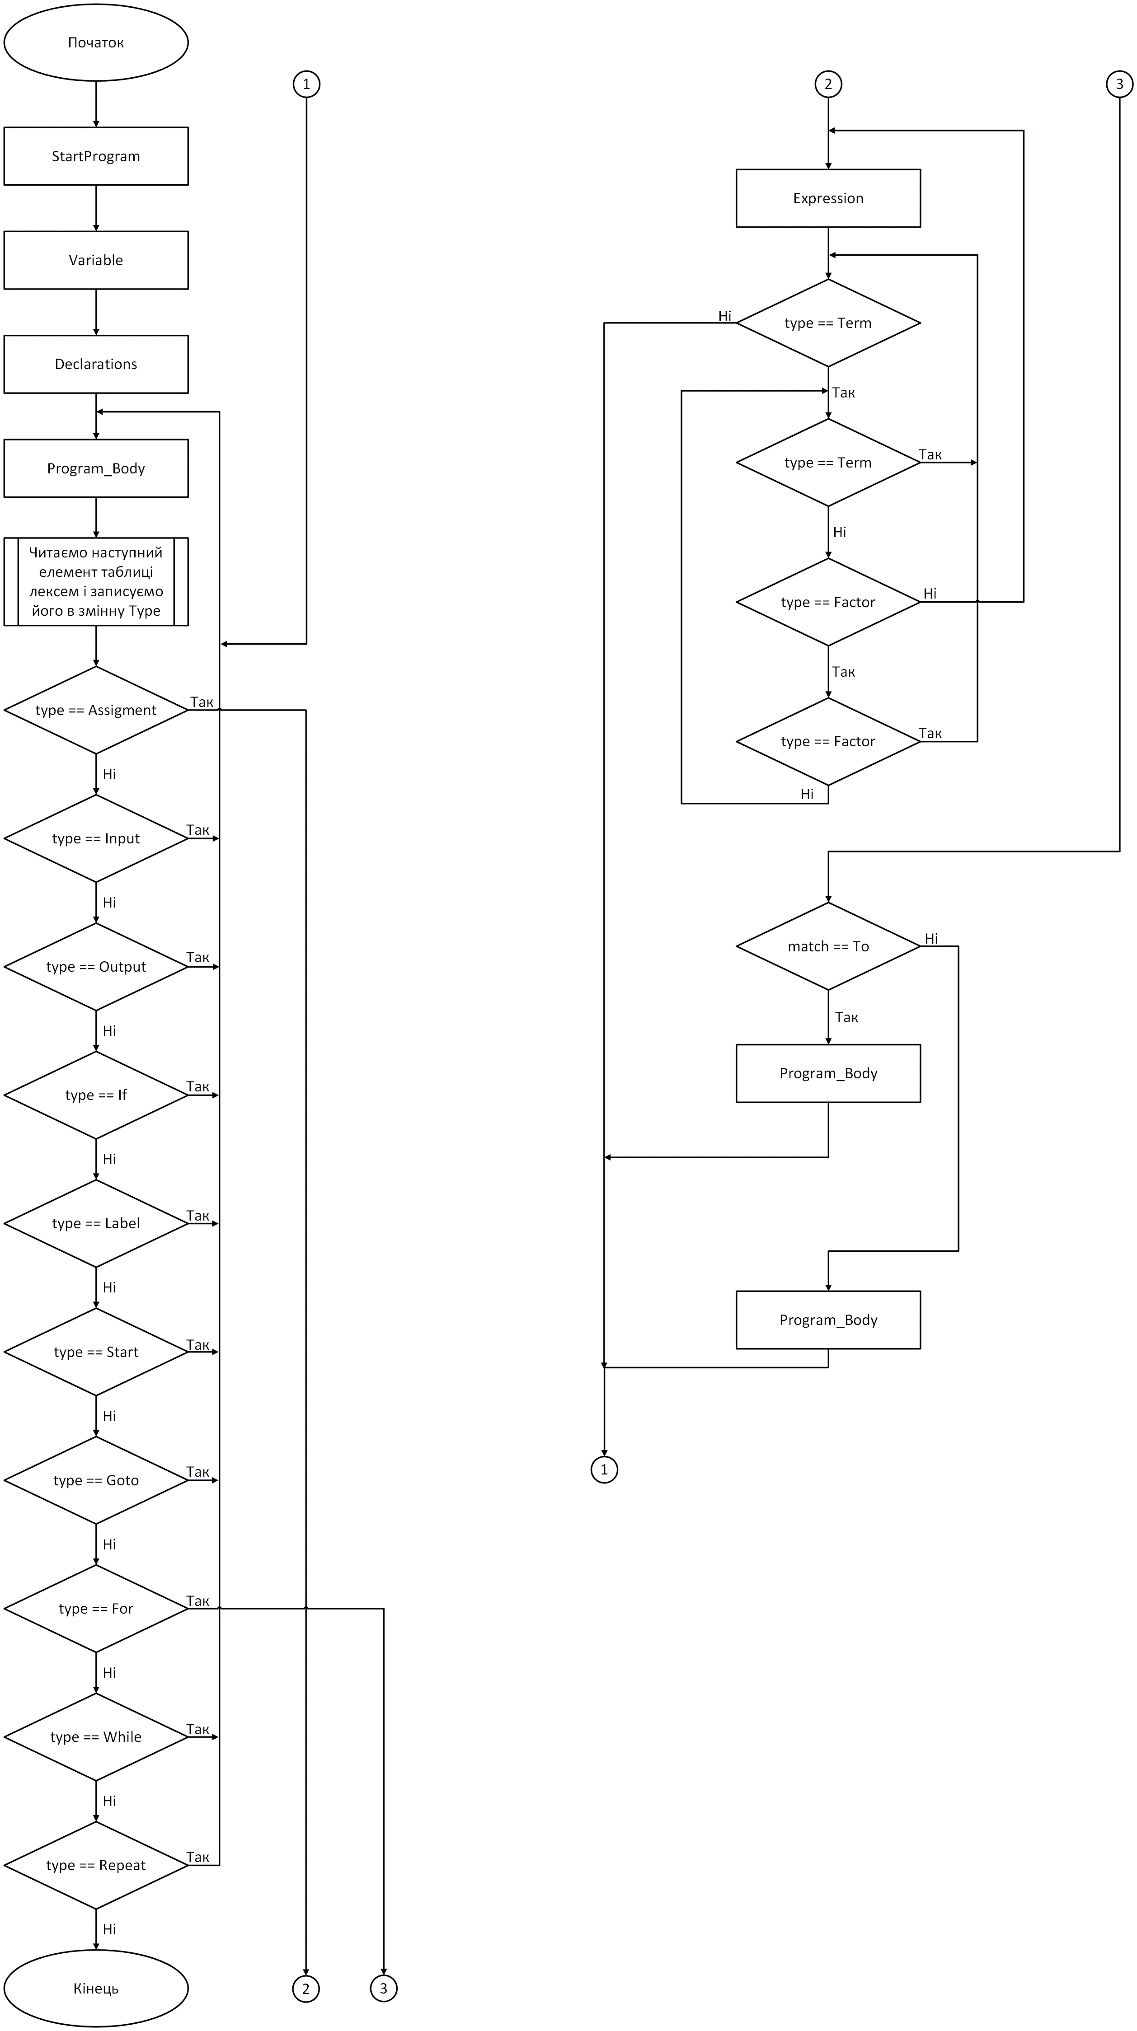 Початок
StartProgram
Variable
Declarations
Program_Body
Читаємо наступний
елемент таблиці
лексем і записуємо
його в змінну Type
type == Assigment
Так
Ні
type == Input
Так
Ні
type == Output
Так
Ні
type == If
Так
Ні
type == Label
Так
Ні
type == Start
Так
Ні
type == Goto
Так
Ні
type == For
Так
Ні
type == While
Так
Ні
type == Repeat
Так
Ні
Кінець
1
2
3
2
Expression
type == Term
Ні
Так
type == Term
Так
Ні
type == Factor
Ні
Так
type == Factor
Так
Ні
3
match == To
Ні
Так
Program_Body
Program_Body
1